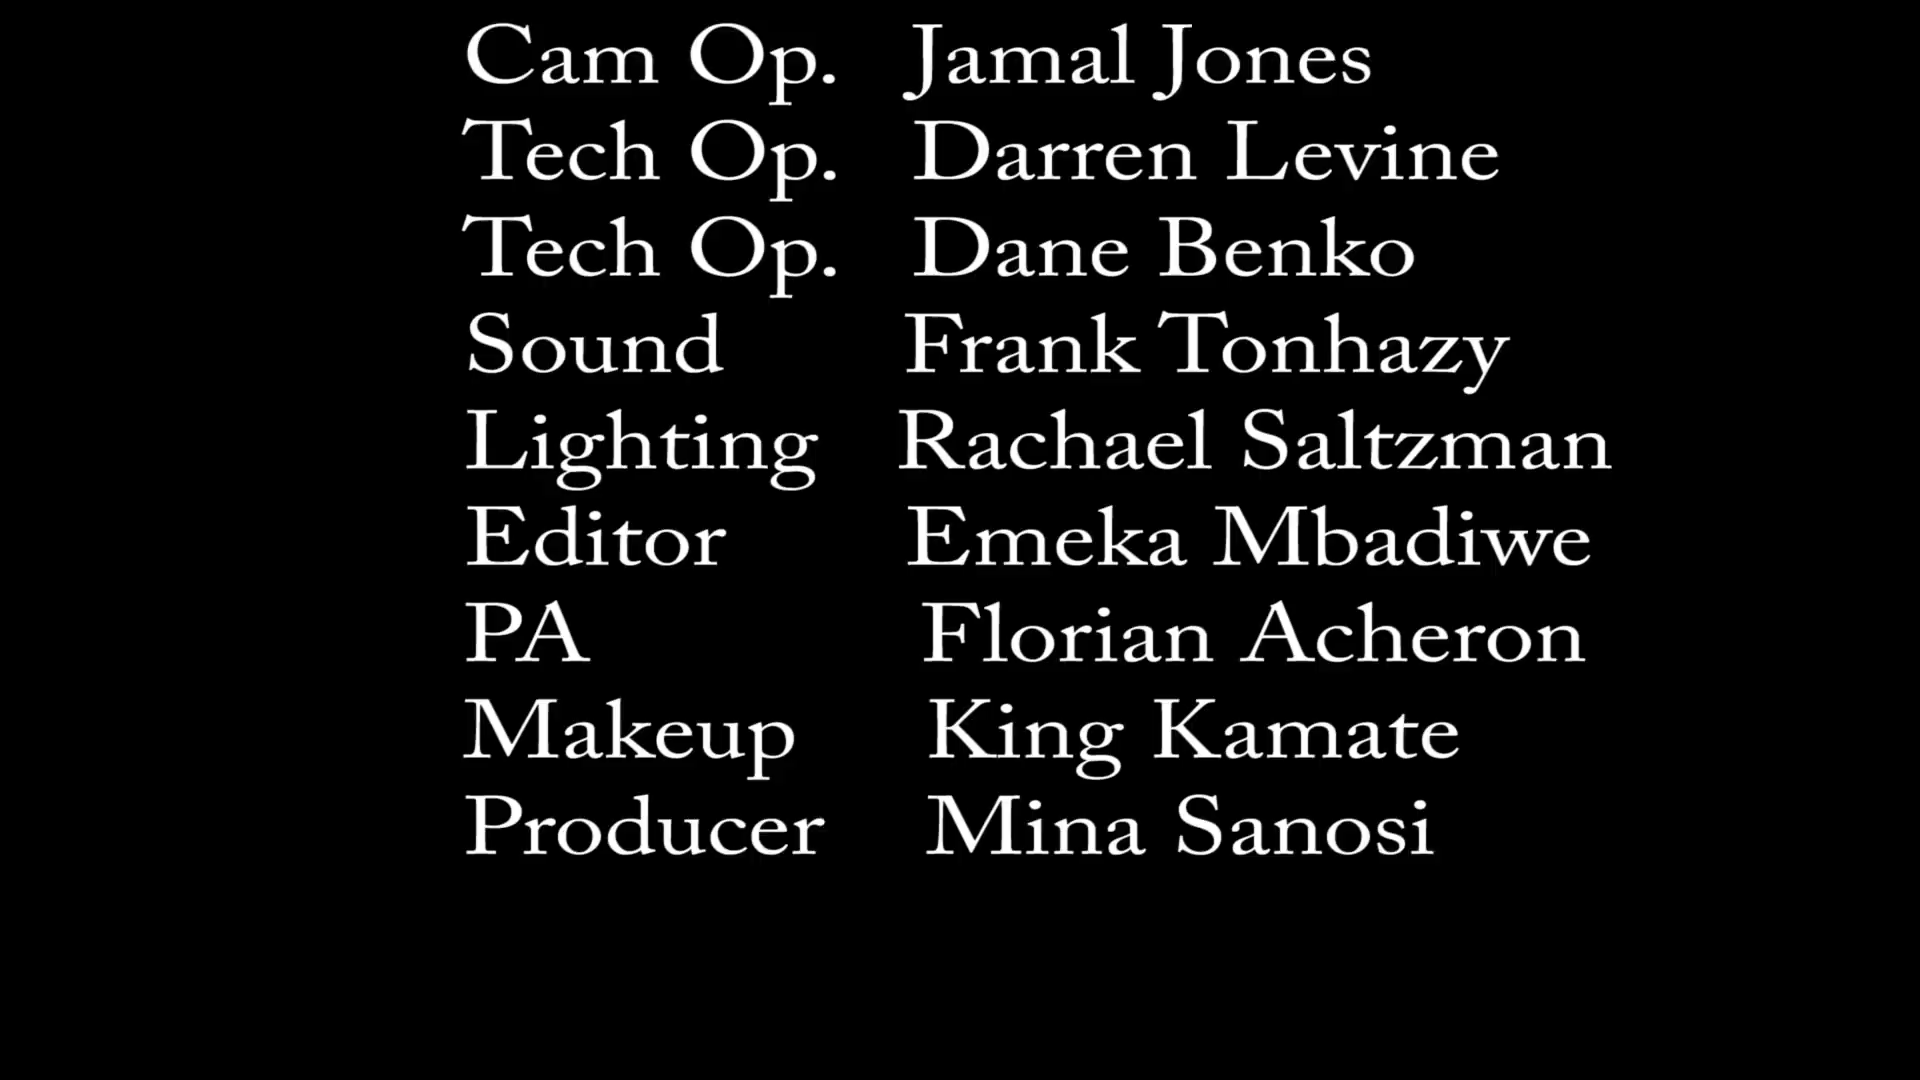 Cam Op. Jamal Jones
Tech Op. Darren Levine
Tech Op. Dane Benko
Sound Frank Tonhazy
Lighting Rachael Saltzman
Editor Emeka Mbadiwe
PA Florian Acheron
Makeup King Kamate
Producer Mina Sanosi